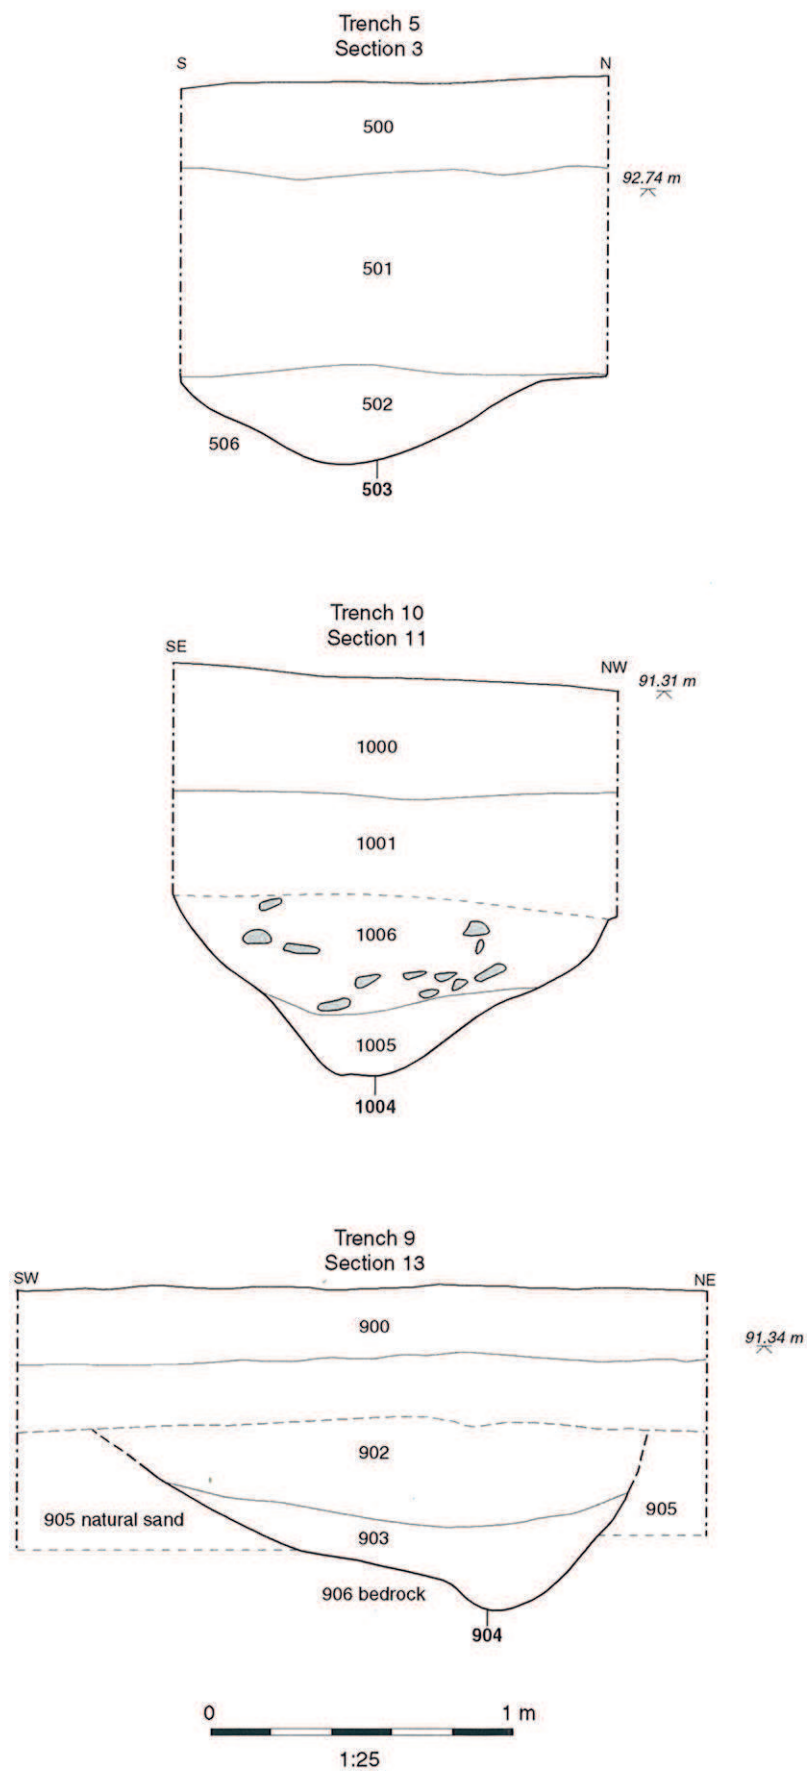 Trench 5
Section 3
S
N
500
92.74 m
501
502
506
503
Trench 10
Section 11
SE
NW
91.31 m
1000
1001
1006
1005
1004
Trench 9
Section 13
SW
NE
900
91.34 m
902
905 natural sand
905
903
906 bedrock
904
0
1 m
1:25